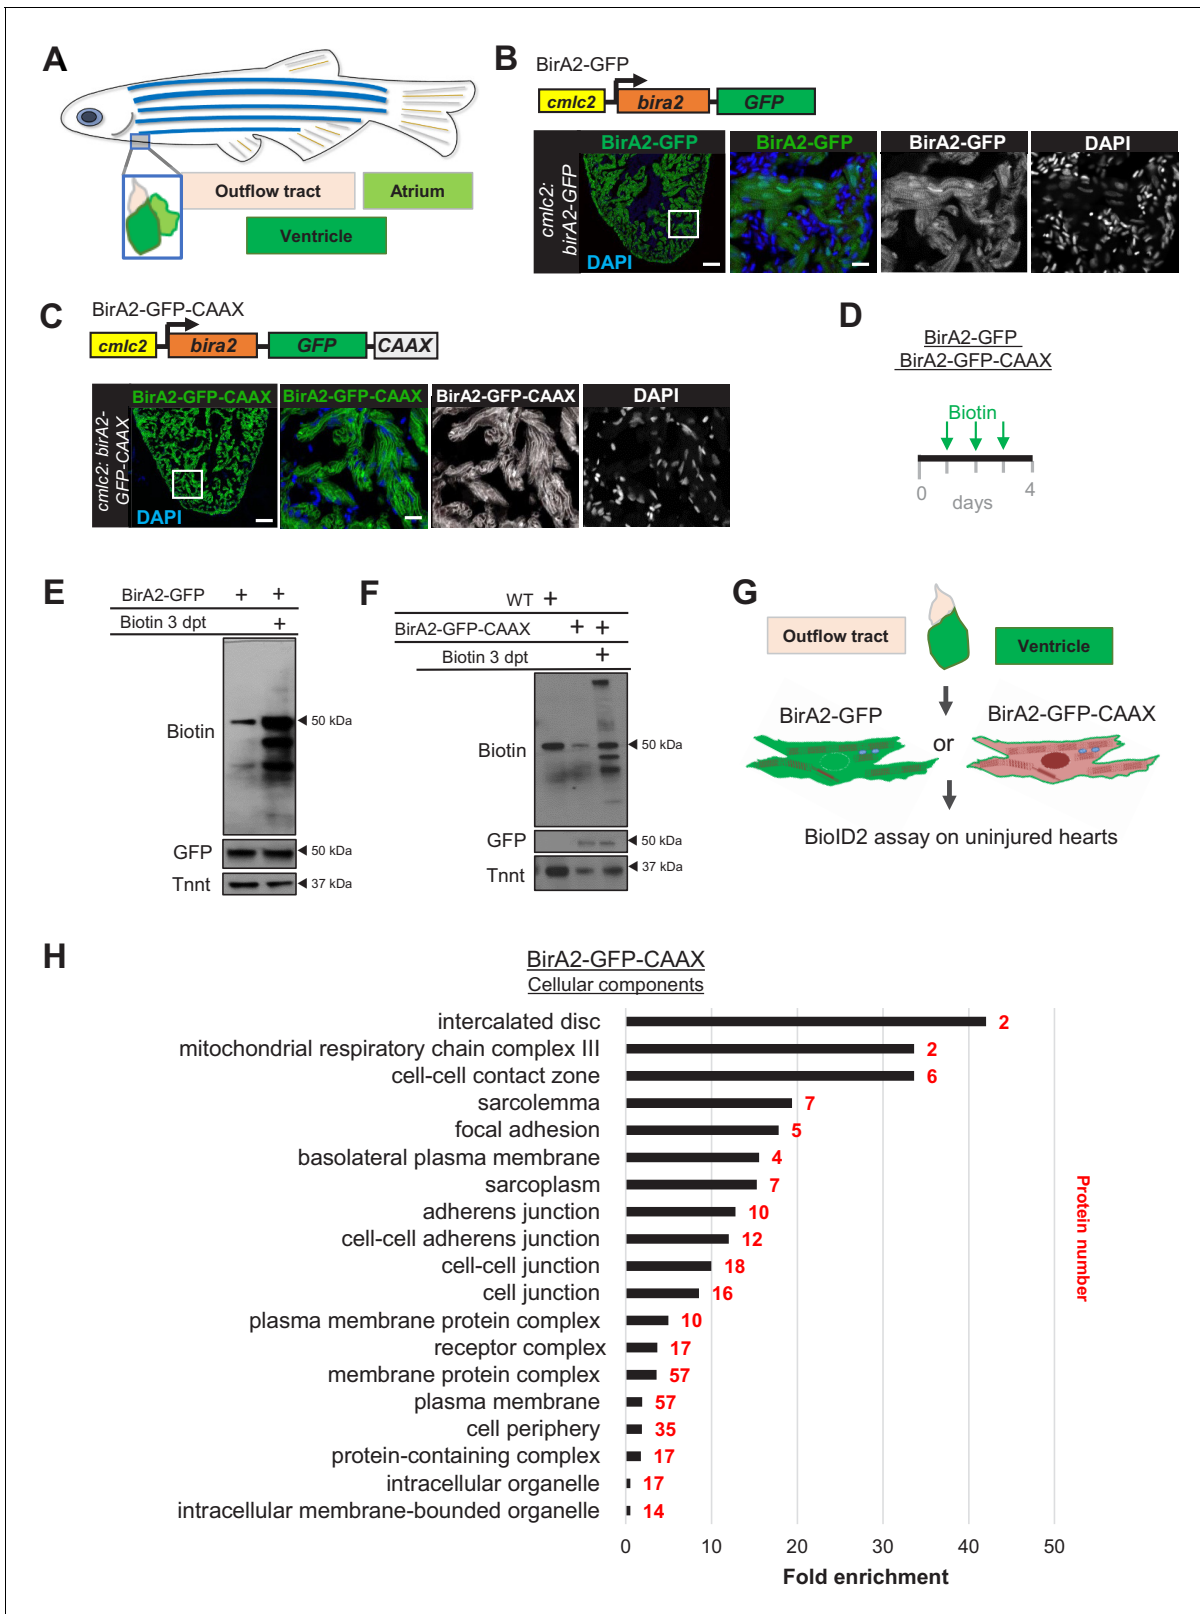 A
Outflow tract
Atrium
Ventricle
B
BirA2-GFP
cmlc2
bira2
GFP
cmlc2:
birA2-GFP
BirA2-GFP
BirA2-GFP
BirA2-GFP
DAPI
DAPI
C
BirA2-GFP-CAAX
cmlc2
bira2
GFP
CAAX
cmlc2: birA2-
GFP-CAAX
BirA2-GFP-CAAX
BirA2-GFP-CAAX
BirA2-GFP-CAAX
DAPI
DAPI
D
BirA2-GFP
BirA2-GFP-CAAX
Biotin
0
days
4
E
BirA2-GFP + +
Biotin 3 dpt +
Biotin
50 kDa
GFP
50 kDa
Tnnt
37 kDa
F
WT +
BirA2-GFP-CAAX + +
Biotin 3 dpt +
Biotin
50 kDa
GFP
50 kDa
Tnnt
37 kDa
G
Outflow tract
Ventricle
BirA2-GFP
or
BirA2-GFP-CAAX
BioID2 assay on uninjured hearts
H
BirA2-GFP-CAAX
Cellular components
intercalated disc 2
mitochondrial respiratory chain complex III 2
cell-cell contact zone 6
sarcolemma 7
focal adhesion 5
basolateral plasma membrane 4
sarcoplasm 7
adherens junction 10
cell-cell adherens junction 12
cell-cell junction 18
cell junction 16
plasma membrane protein complex 10
receptor complex 17
membrane protein complex 57
plasma membrane 57
cell periphery 35
protein-containing complex 17
intracellular organelle 17
intracellular membrane-bounded organelle 14
Protein number
0 10 20 30 40 50
Fold enrichment